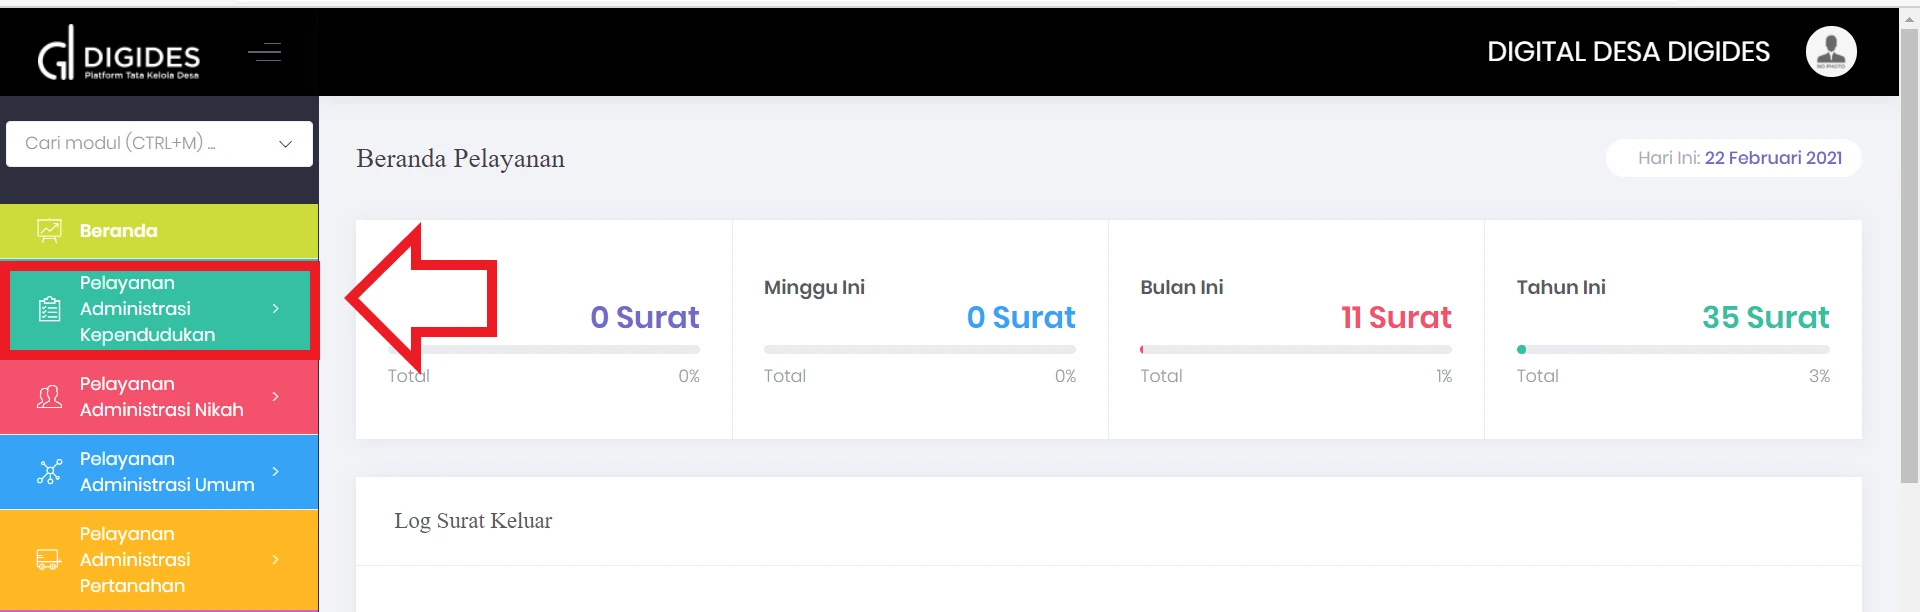 DIGIDES
Platform Tata Kelola Desa
DIGITAL DESA DIGIDES
NO PHOTO
Cari modul (CTRL+M) ...
Beranda
Pelayanan
Administrasi
Kependudukan
Pelayanan
Administrasi Nikah
Pelayanan
Administrasi Umum
Pelayanan
Administrasi
Pertanahan
Beranda Pelayanan
Hari Ini: 22 Februari 2021
0 Surat
Total 0%
Minggu Ini
0 Surat
Total 0%
Bulan Ini
11 Surat
Total 1%
Tahun Ini
35 Surat
Total 3%
Log Surat Keluar